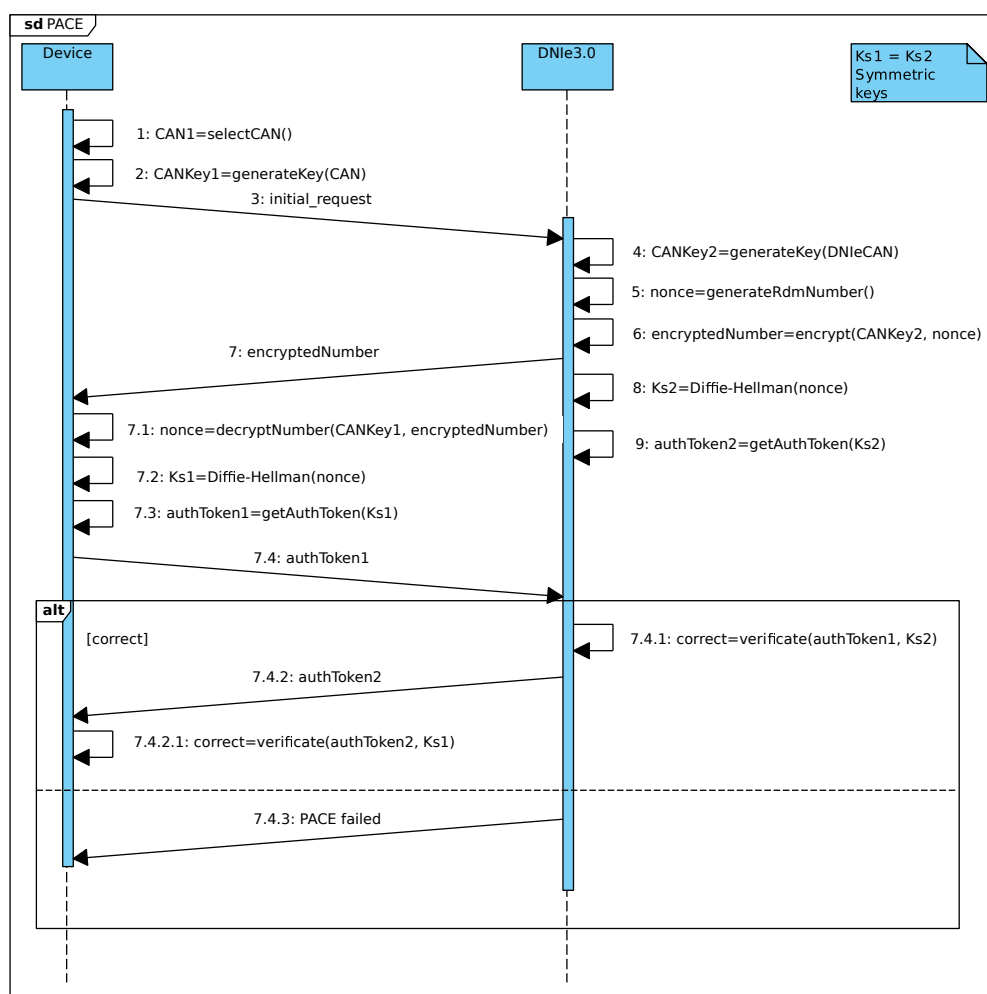 sd PACE
Device
DNIe3.0
Ks1 = Ks2
Symmetric
keys
1: CAN1=selectCAN()
2: CANKey1=generateKey(CAN)
3: initial_request
4: CANKey2=generateKey(DNIeCAN)
5: nonce=generateRdmNumber()
6: encryptedNumber=encrypt(CANKey2, nonce)
7: encryptedNumber
8: Ks2=Diffie-Hellman(nonce)
7.1: nonce=decryptNumber(CANKey1, encryptedNumber)
9: authToken2=getAuthToken(Ks2)
7.2: Ks1=Diffie-Hellman(nonce)
7.3: authToken1=getAuthToken(Ks1)
7.4: authToken1
alt
[correct]
7.4.1: correct=verificate(authToken1, Ks2)
7.4.2: authToken2
7.4.2.1: correct=verificate(authToken2, Ks1)
7.4.3: PACE failed